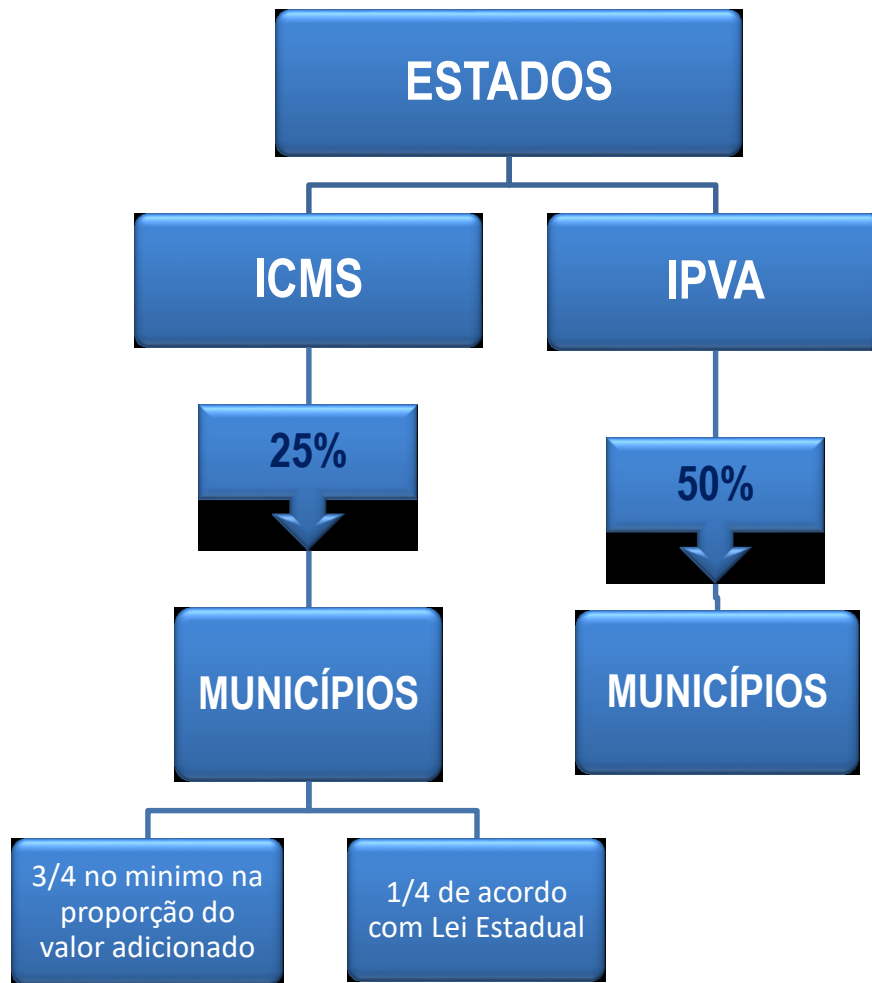 ESTADOS
ICMS
IPVA
25%
50%
MUNICÍPIOS
MUNICÍPIOS
3/4 no minimo na
proporção do
valor adicionado
1/4 de acordo
com Lei Estadual